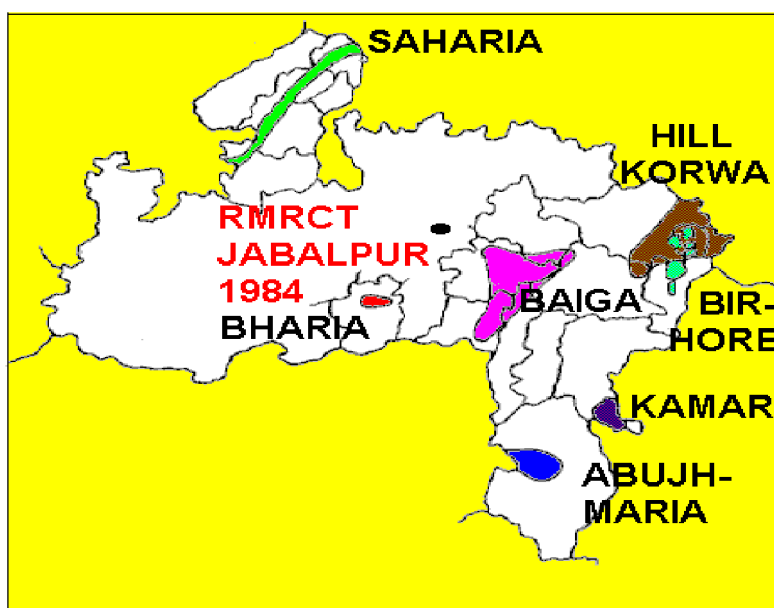 SAHARIA
HILL
KORWA
RMRCT
JABALPUR
1984
BHARIA
BAIGA
BIR-
HORE
KAMAR
ABUJH-
MARIA